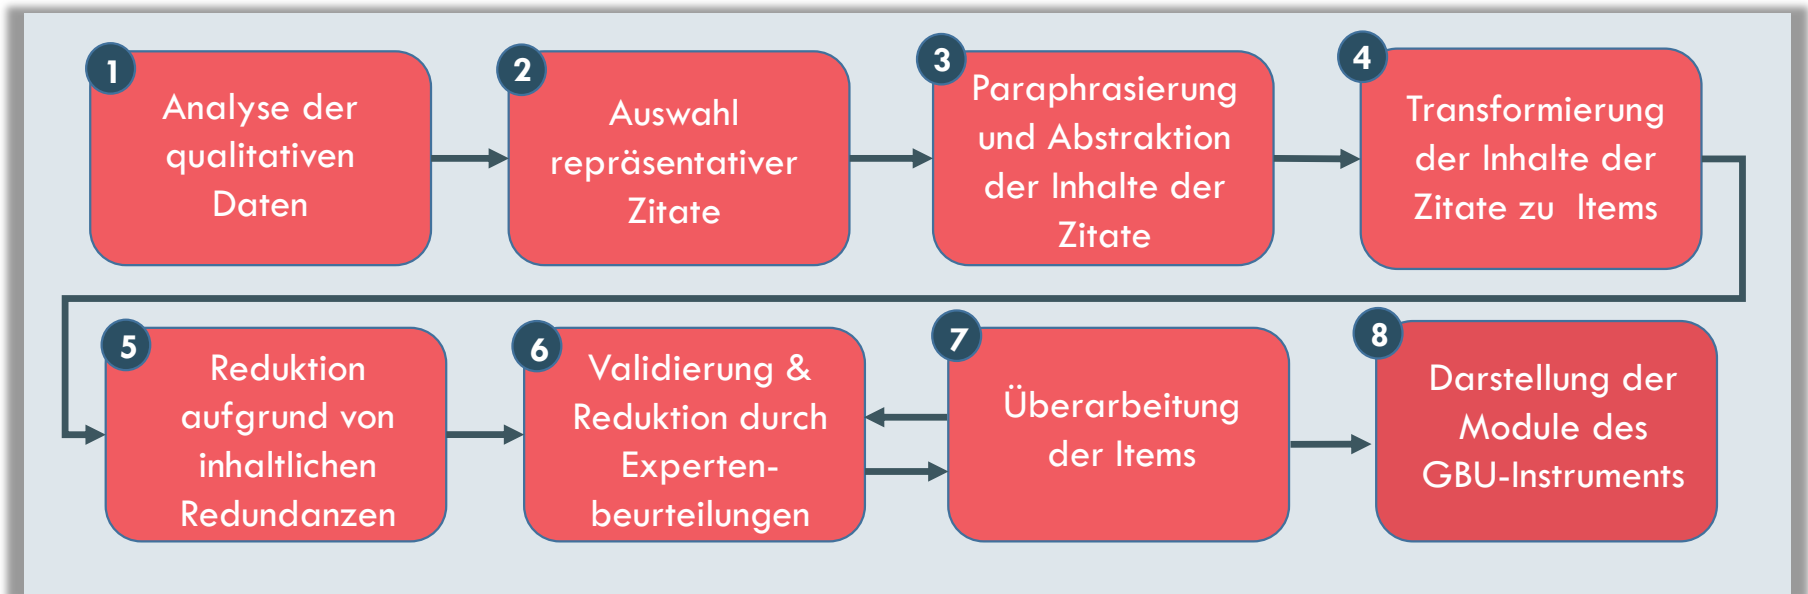 1
Analyse der
qualitativen
Daten
2
Auswahl
repräsentativer
Zitate
3
Paraphrasierung
und Abstraktion
der Inhalte der
Zitate
4
Transformierung
der Inhalte der
Zitate zu Items
5
Reduktion
aufgrund von
inhaltlichen
Redundanzen
6
Validierung &
Reduktion durch
Experten-
beurteilungen
7
Überarbeitung
der Items
8
Darstellung der
Module des
GBU-Instruments